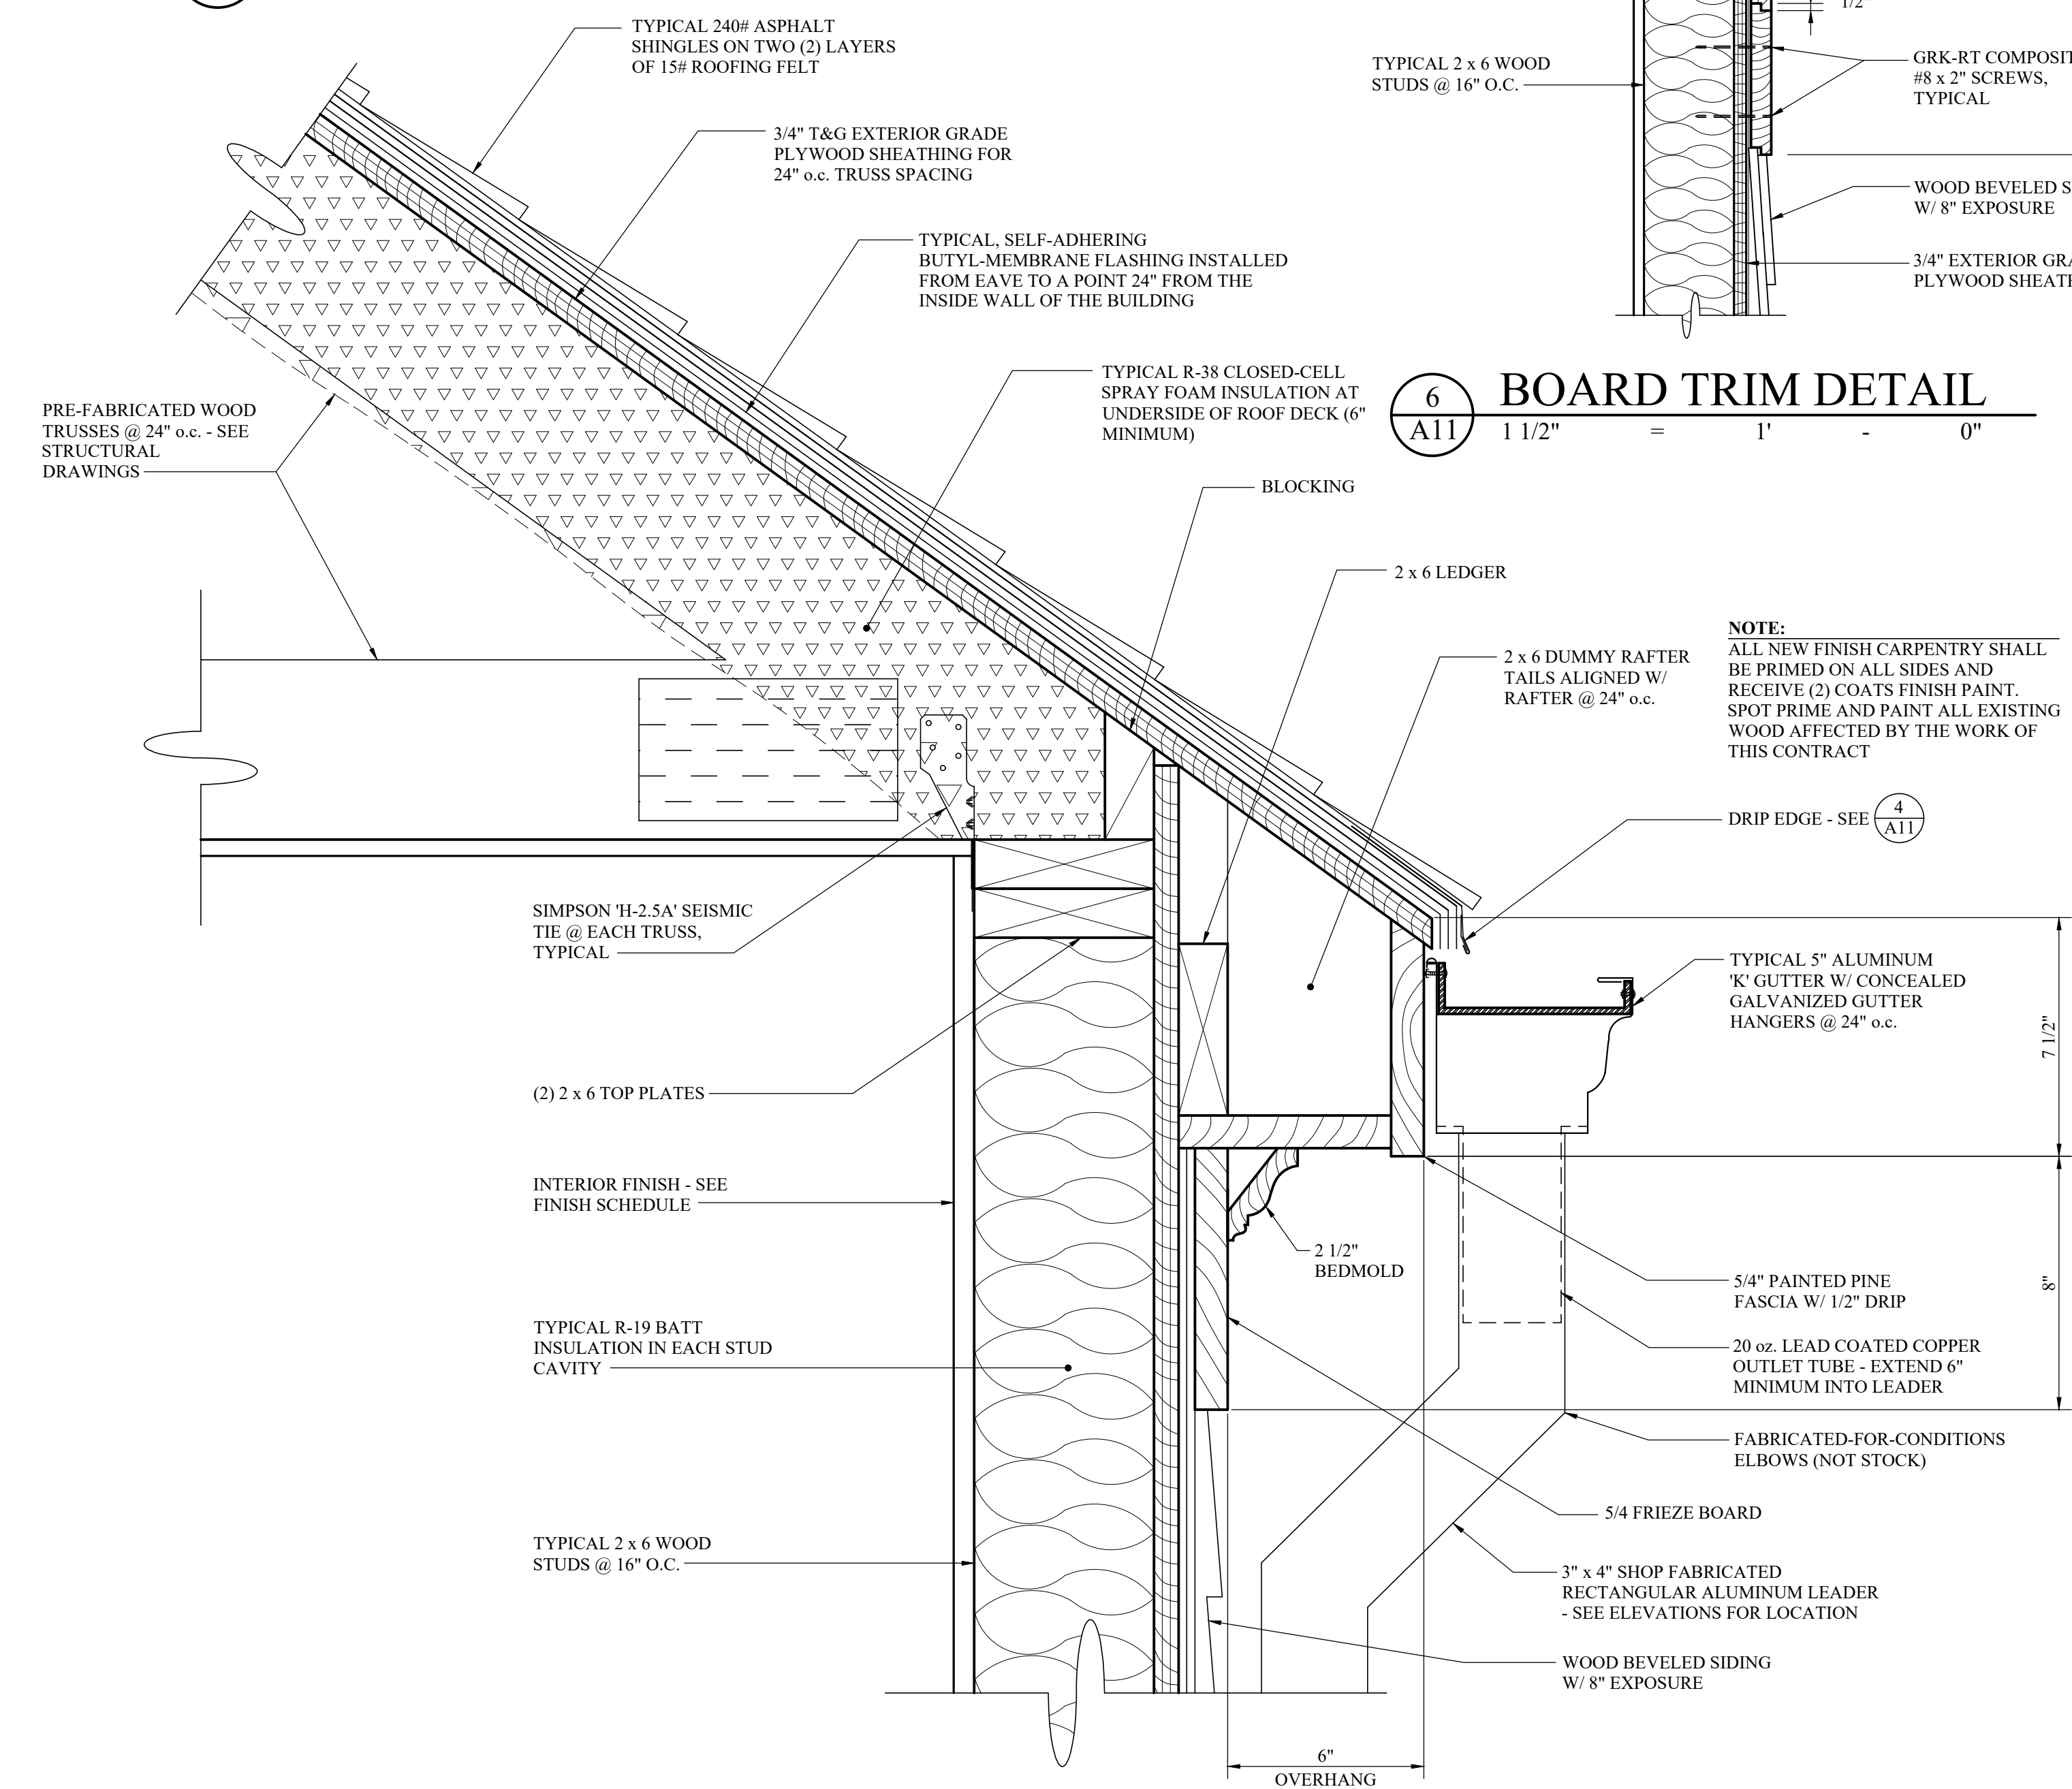 TYPICAL 240# ASPHALT
SHINGLES ON TWO (2) LAYERS
OF 15# ROOFING FELT
3/4" T&G EXTERIOR GRADE
PLYWOOD SHEATHING FOR
24" o.c. TRUSS SPACING
TYPICAL, SELF-ADHERING
BUTYL-MEMBRANE FLASHING INSTALLED
FROM EAVE TO A POINT 24" FROM THE
INSIDE WALL OF THE BUILDING
TYPICAL R-38 CLOSED-CELL
SPRAY FOAM INSULATION AT
UNDERSIDE OF ROOF DECK (6"
MINIMUM)
BLOCKING
2 x 6 LEDGER
2 x 6 DUMMY RAFTER
TAILS ALIGNED W/
RAFTER @ 24" o.c.
PRE-FABRICATED WOOD
TRUSSES @ 24" o.c. - SEE
STRUCTURAL
DRAWINGS
1/2"
TYPICAL 2 x 6 WOOD
STUDS @ 16" O.C.
GRK-RT
#8 x 2" SCREWS,
TYPICAL
WOOD BEVELED
W/ 8" EXPOSURE
3/4" EXTERIOR
PLYWOOD
6
A11
BOARD TRIM DETAIL
1 1/2" = 1' - 0"
NOTE:
ALL NEW FINISH CARPENTRY SHALL
BE PRIMED ON ALL SIDES AND
RECEIVE (2) COATS FINISH PAINT.
SPOT PRIME AND PAINT ALL EXISTING
WOOD AFFECTED BY THE WORK OF
THIS CONTRACT
DRIP EDGE - SEE
4
A11
TYPICAL 5" ALUMINUM
'K' GUTTER W/ CONCEALED
GALVANIZED GUTTER
HANGERS @ 24" o.c.
7 1/2"
8"
SIMPSON 'H-2.5A' SEISMIC
TIE @ EACH TRUSS,
TYPICAL
(2) 2 x 6 TOP PLATES
INTERIOR FINISH - SEE
FINISH SCHEDULE
TYPICAL R-19 BATT
INSULATION IN EACH STUD
CAVITY
TYPICAL 2 x 6 WOOD
STUDS @ 16" O.C.
2 1/2"
BEDMOLD
5/4" PAINTED PINE
FASCIA W/ 1/2" DRIP
20 oz. LEAD COATED COPPER
OUTLET TUBE - EXTEND 6"
MINIMUM INTO LEADER
FABRICATED-FOR-CONDITIONS
ELBOWS (NOT STOCK)
5/4 FRIEZE BOARD
3" x 4" SHOP FABRICATED
RECTANGULAR ALUMINUM LEADER
- SEE ELEVATIONS FOR LOCATION
WOOD BEVELED SIDING
W/ 8" EXPOSURE
6"
OVERHANG